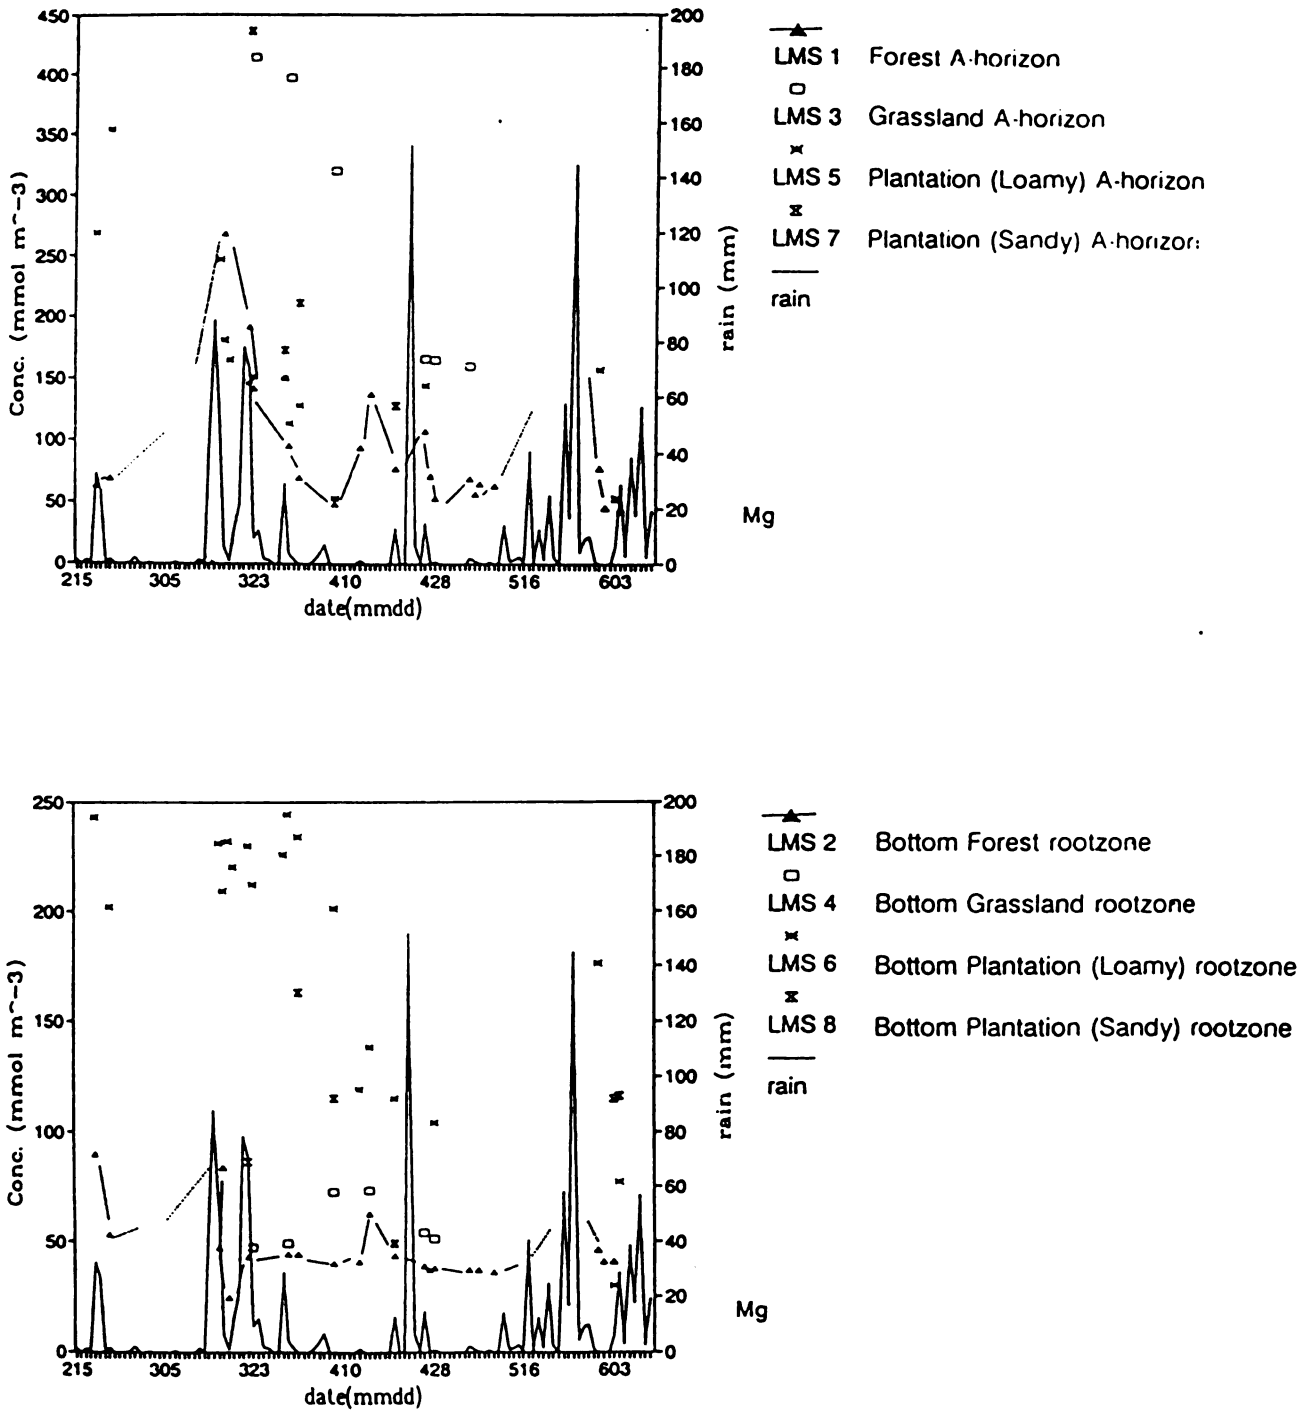 450
400
350
300
250
200
150
100
50
0
Conc. (mmol m^-3)
200
180
160
140
120
100
80
60
40
20
0
rain (mm)
215 305 323 410 428 516 603
date(mmdd)
LMS 1 Forest A-horizon
LMS 3 Grassland A-horizon
LMS 5 Plantation (Loamy) A-horizon
LMS 7 Plantation (Sandy) A-horizon
rain
Mg
250
200
150
100
50
0
Conc. (mmol m^-3)
200
180
160
140
120
100
80
60
40
20
0
rain (mm)
215 305 323 410 428 516 603
date(mmdd)
LMS 2 Bottom Forest rootzone
LMS 4 Bottom Grassland rootzone
LMS 6 Bottom Plantation (Loamy) rootzone
LMS 8 Bottom Plantation (Sandy) rootzone
rain
Mg